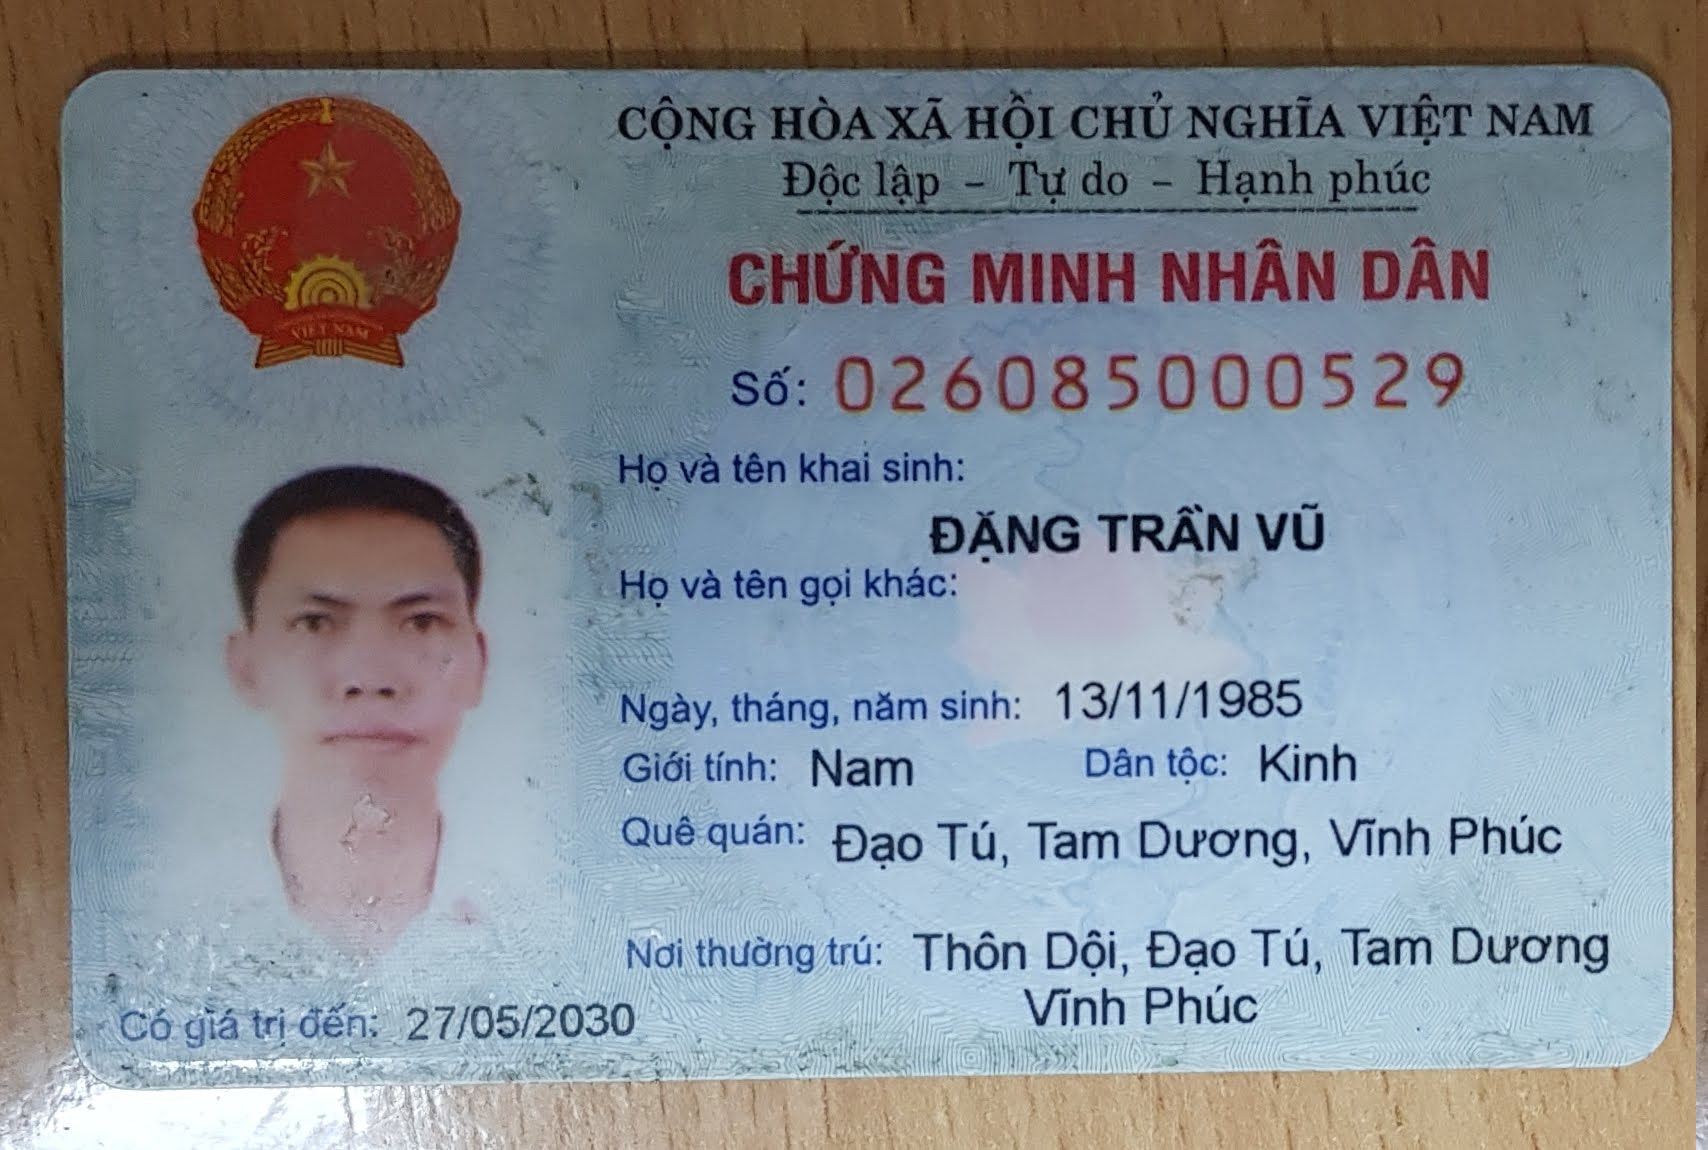 CỘNG HÒA XÃ HỘI CHỦ NGHĨA VIỆT NAM
Độc lập - Tự do - Hạnh phúc
VIỆT NAM
CHỨNG MINH NHÂN DÂN
Số: 026085000529
Họ và tên khai sinh:
ĐẶNG TRẦN VŨ
Họ và tên gọi khác:
Ngày, tháng, năm sinh: 13/11/1985
Giới tính: Nam Dân tộc: Kinh
Quê quán: Đạo Tú, Tam Dương, Vĩnh Phúc
Nơi thường trú: Thôn Dội, Đạo Tú, Tam Dương
Vĩnh Phúc
Có giá trị đến: 27/05/2030